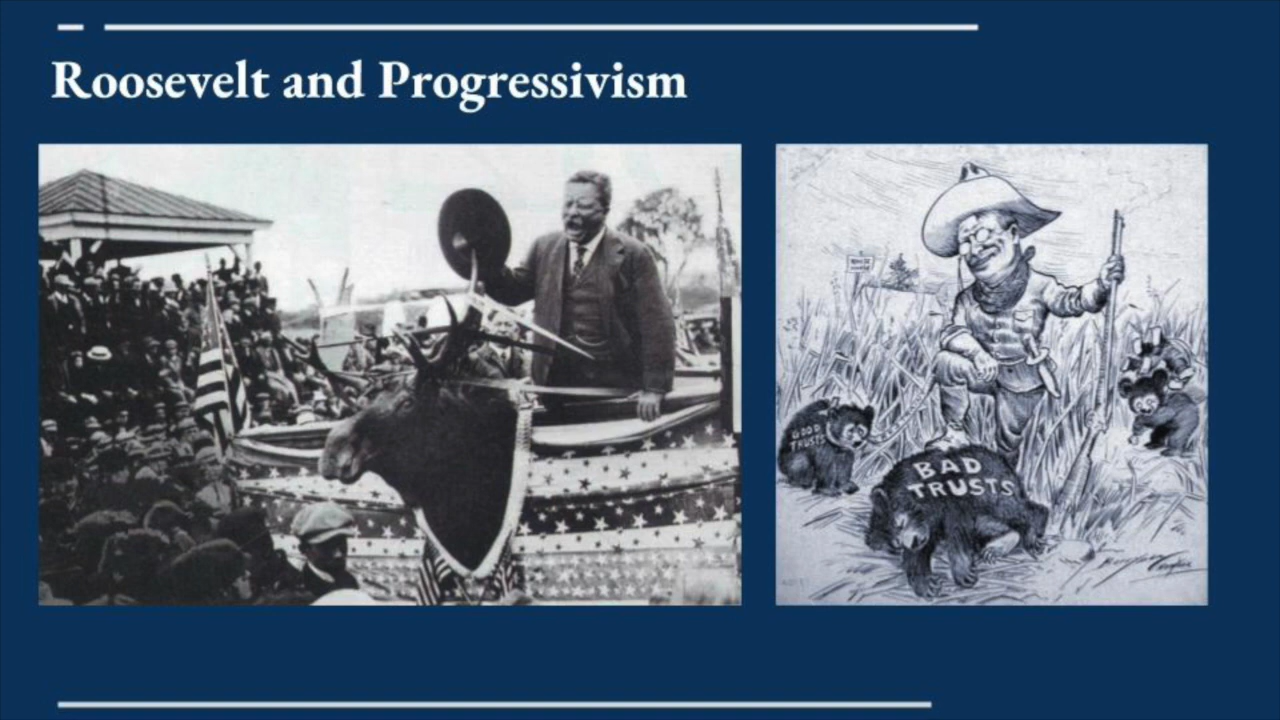 Roosevelt and Progressivism
GOOD
TRUSTS
BAD
TRUSTS